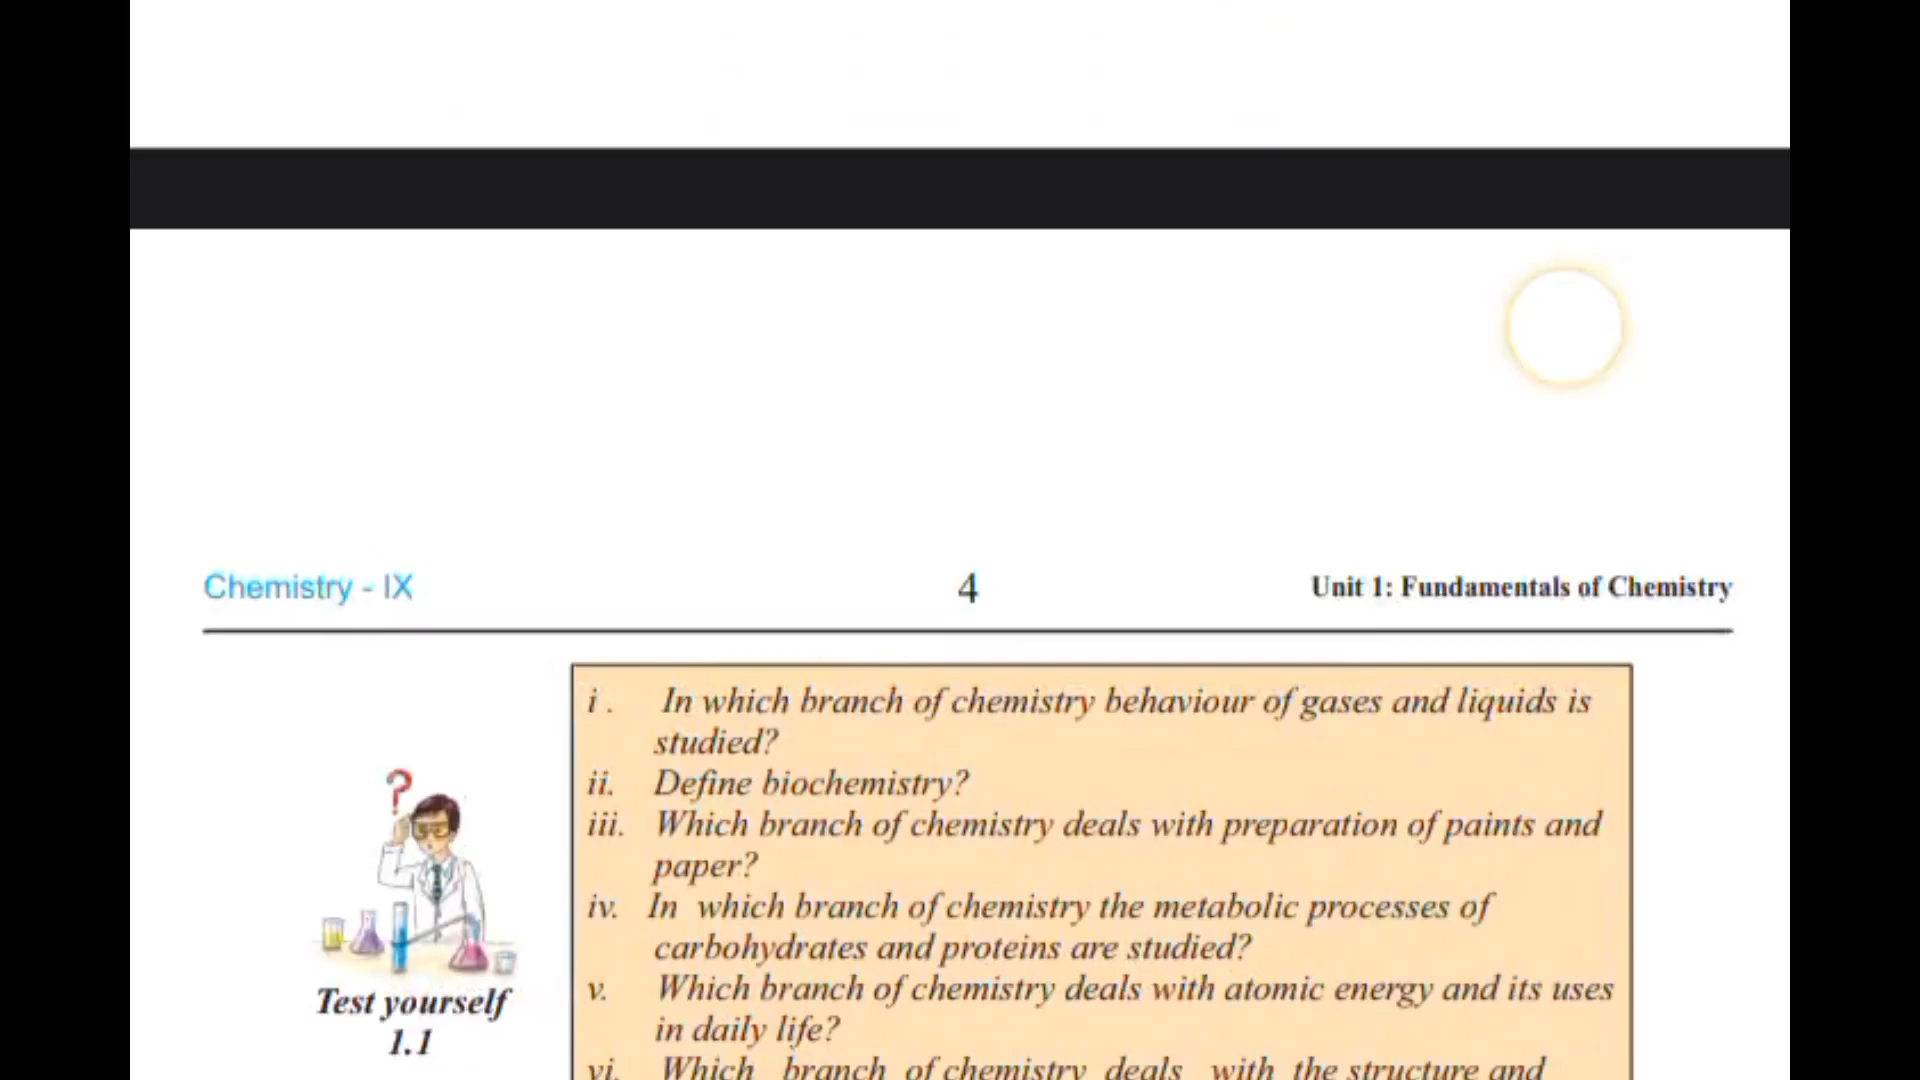 Chemistry - IX 4 Unit 1: Fundamentals of Chemistry
i . In which branch of chemistry behaviour of gases and liquids is
studied?
ii. Define biochemistry?
iii. Which branch of chemistry deals with preparation of paints and
paper?
iv. In which branch of chemistry the metabolic processes of
carbohydrates and proteins are studied?
v. Which branch of chemistry deals with atomic energy and its uses
in daily life?
vi. Which branch of chemistry deals with the structure and
?
Test yourself
1.1